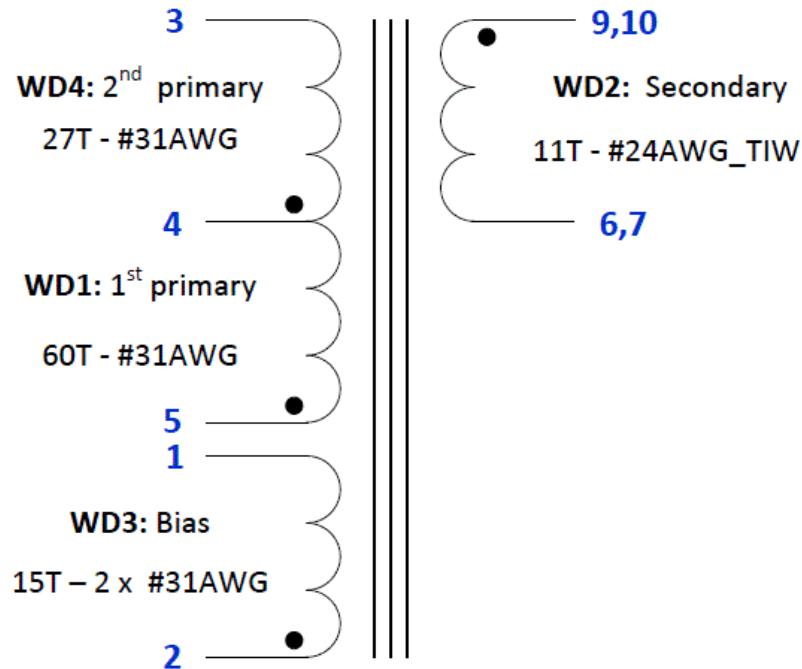 3
WD4: 2nd primary
27T - #31AWG
4
WD1: 1st primary
60T - #31AWG
5
1
WD3: Bias
15T – 2 x #31AWG
2
9,10
WD2: Secondary
11T - #24AWG_TIW
6,7